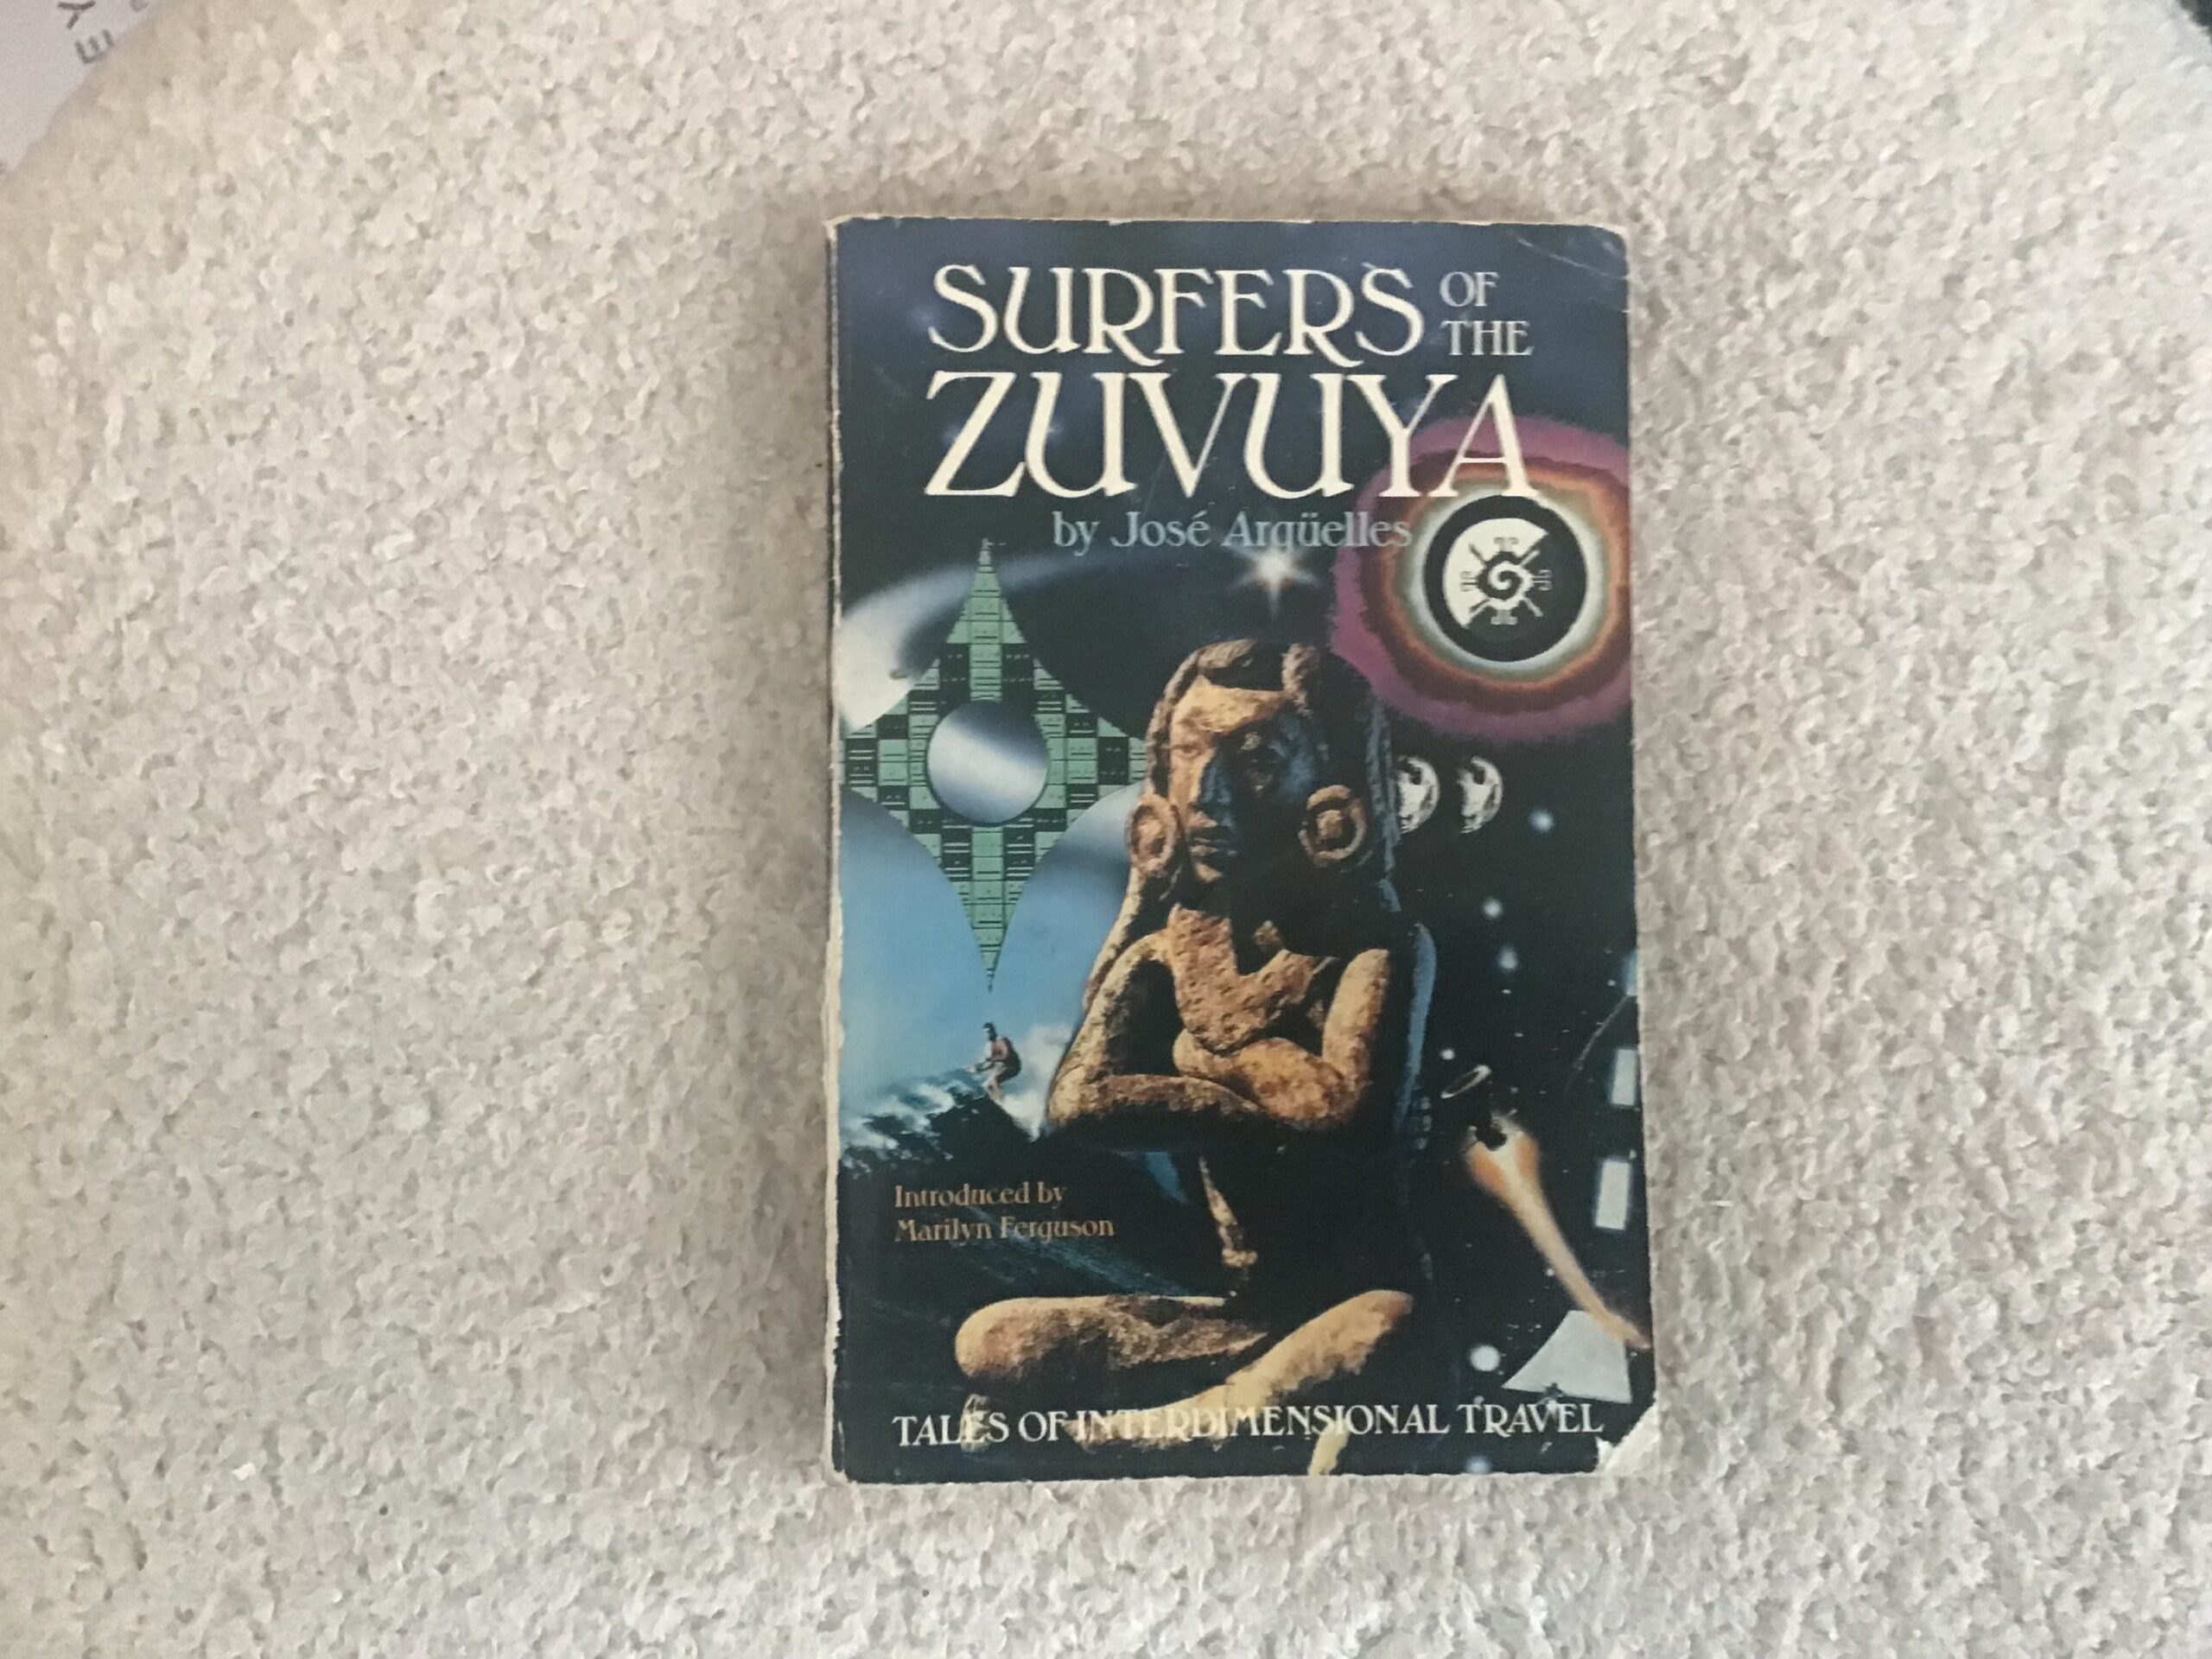 SURFERS OF
THE
ZUVUYA
by José Argüelles
Introduced by
Marilyn Ferguson
TALES OF INTERDIMENSIONAL TRAVEL